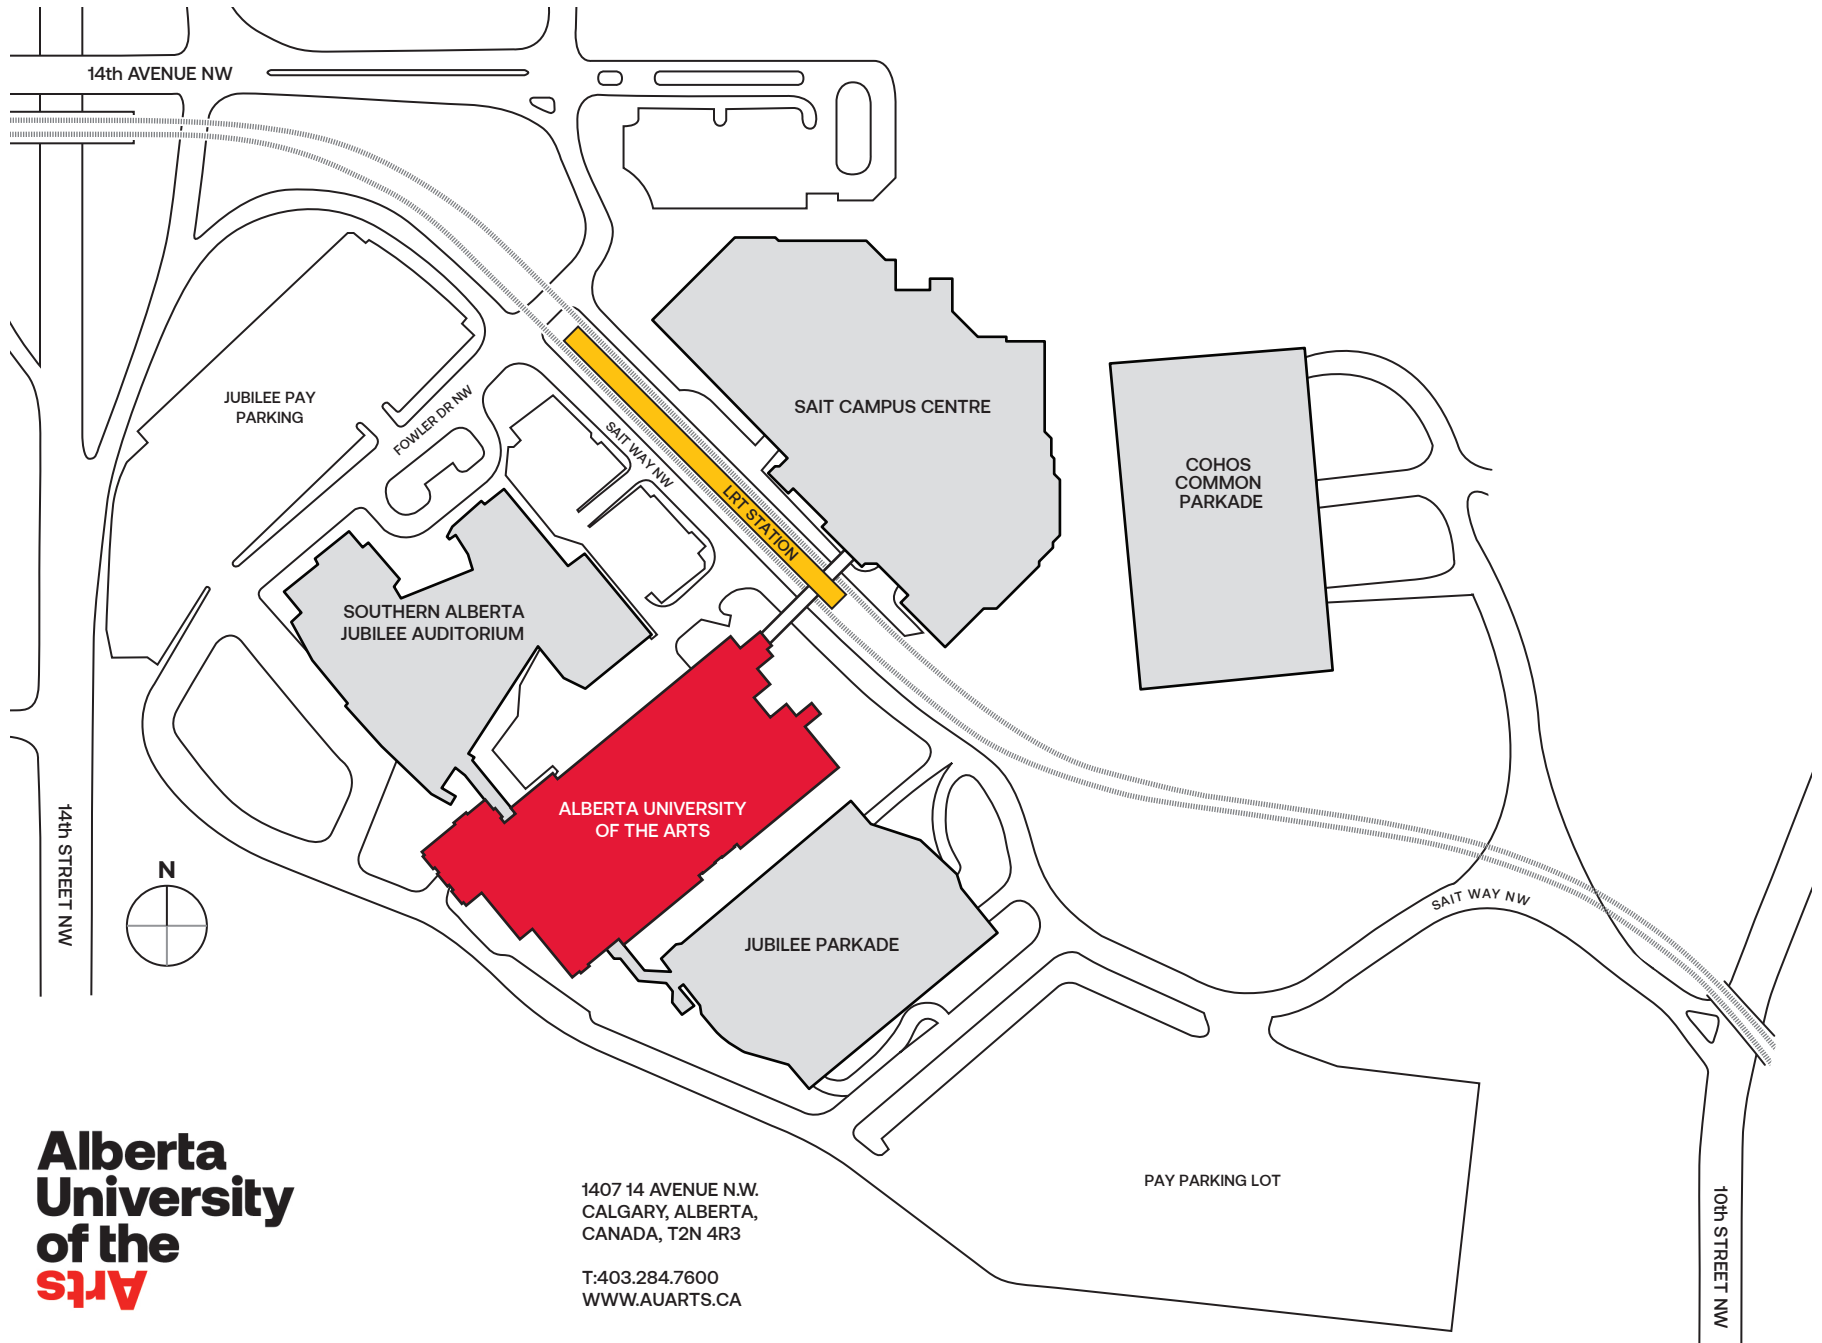 14th AVENUE NW
JUBILEE PAY
PARKING
FOWLER DR NW
SAIT WAY NW
LRT STATION
SAIT CAMPUS CENTRE
COHOS
COMMON
PARKADE
SOUTHERN ALBERTA
JUBILEE AUDITORIUM
ALBERTA UNIVERSITY
OF THE ARTS
JUBILEE PARKADE
SAIT WAY NW
14th STREET NW
N
PAY PARKING LOT
10th STREET NW
Alberta
University
of the
Arts
1407 14 AVENUE N.W.
CALGARY, ALBERTA,
CANADA, T2N 4R3
T:403.284.7600
WWW.AUARTS.CA